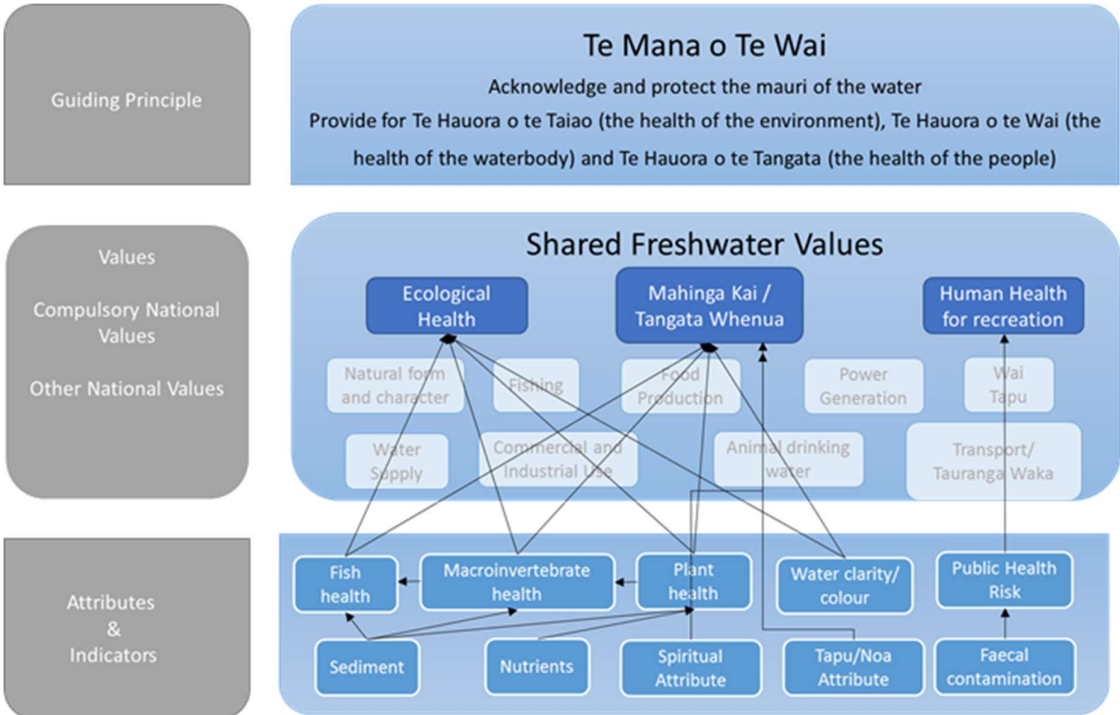 Guiding Principle
Te Mana o Te Wai
Acknowledge and protect the mauri of the water
Provide for Te Hauora o te Taiao (the health of the environment), Te Hauora o te Wai (the
health of the waterbody) and Te Hauora o te Tangata (the health of the people)
Values
Compulsory National
Values
Other National Values
Shared Freshwater Values
Ecological
Health
Mahinga Kai /
Tangata Whenua
Human Health
for recreation
Natural form
and character
Fishing
Food
Production
Power
Generation
Wai
Tapu
Water
Supply
Commercial and
Industrial Use
Animal drinking
water
Transport/
Tauranga Waka
Attributes
&
Indicators
Fish
health
Macroinvertebrate
health
Plant
health
Water clarity/
colour
Public Health
Risk
Sediment
Nutrients
Spiritual
Attribute
Tapu/Noa
Attribute
Faecal
contamination